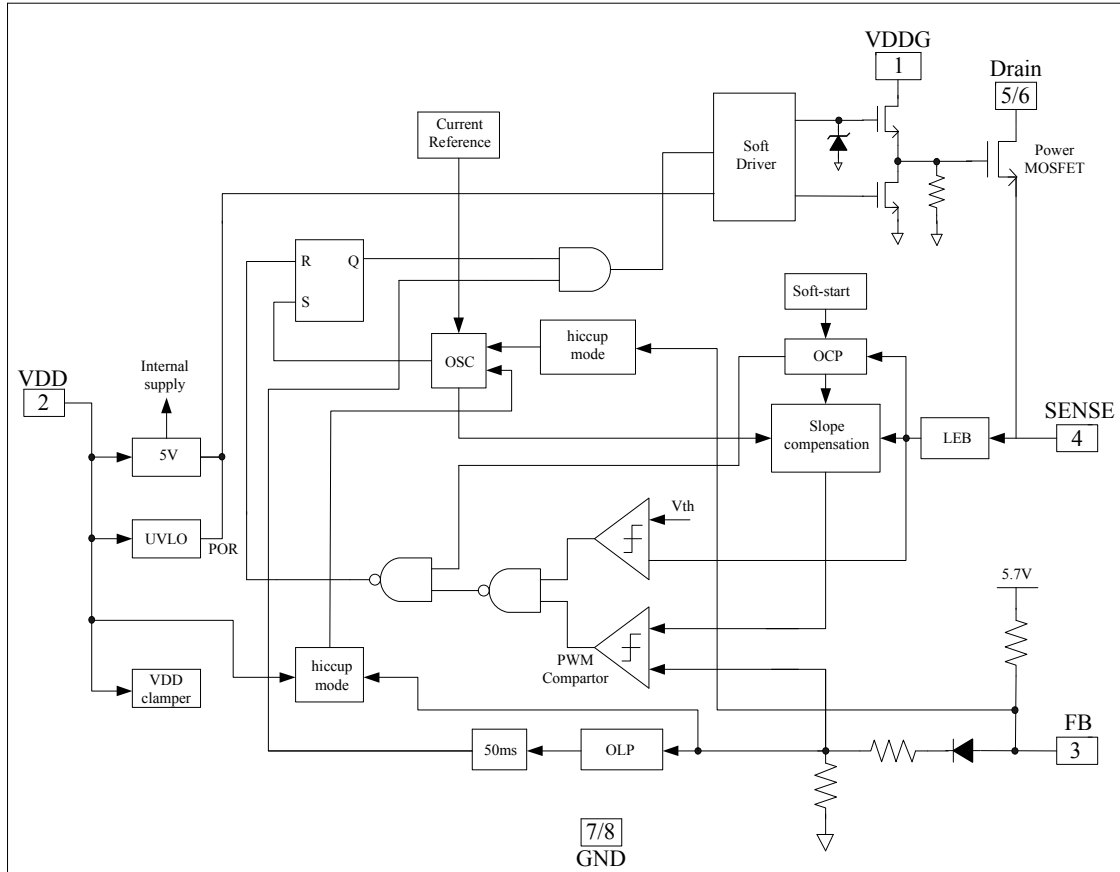 VDDG
1
Drain
5/6
Current
Reference
Soft
Driver
Power
MOSFET
R
Q
S
Soft-start
hiccup
mode
OSC
OCP
Internal
supply
VDD
2
SENSE
4
Slope
compensation
LEB
5V
Vth
UVLO
POR
5.7V
PWM
Compartor
hiccup
mode
VDD
clamper
FB
3
50ms
OLP
7/8
GND